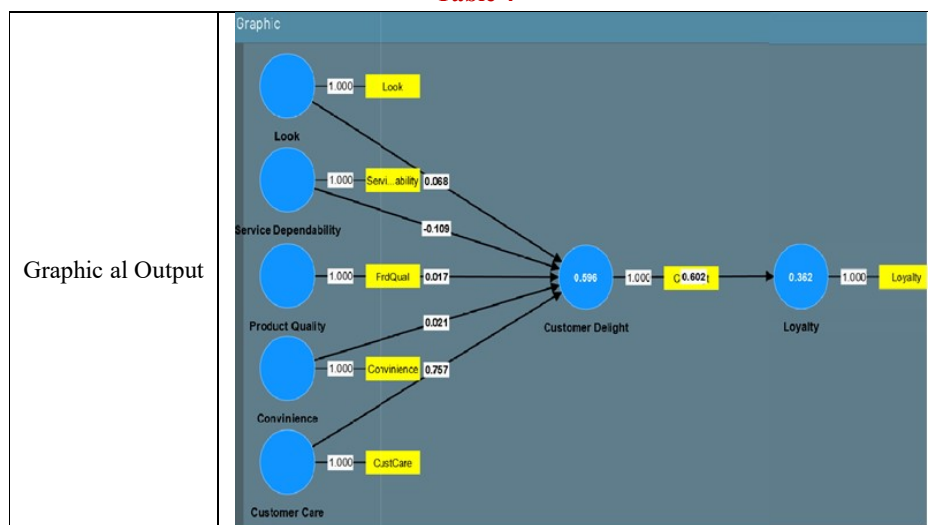 Graphic
1.000 Look
Look
1.000 Servi...ability 0.068
-0.109
Service Dependability
1.000 FrdQual 0.017
0.596 1.000 0.602 0.362 1.000 Loyalty
Product Quality
0.021
Customer Delight
Loyalty
1.000 Convinience 0.757
Convinience
1.000 CustCare
Customer Care
Graphic al Output